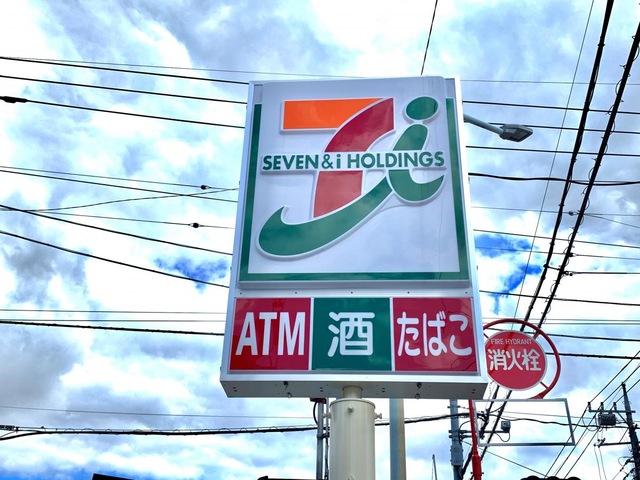 SEVEN & i HOLDINGS
ATM 酒 たばこ
FIRE HYDRANT
消火栓